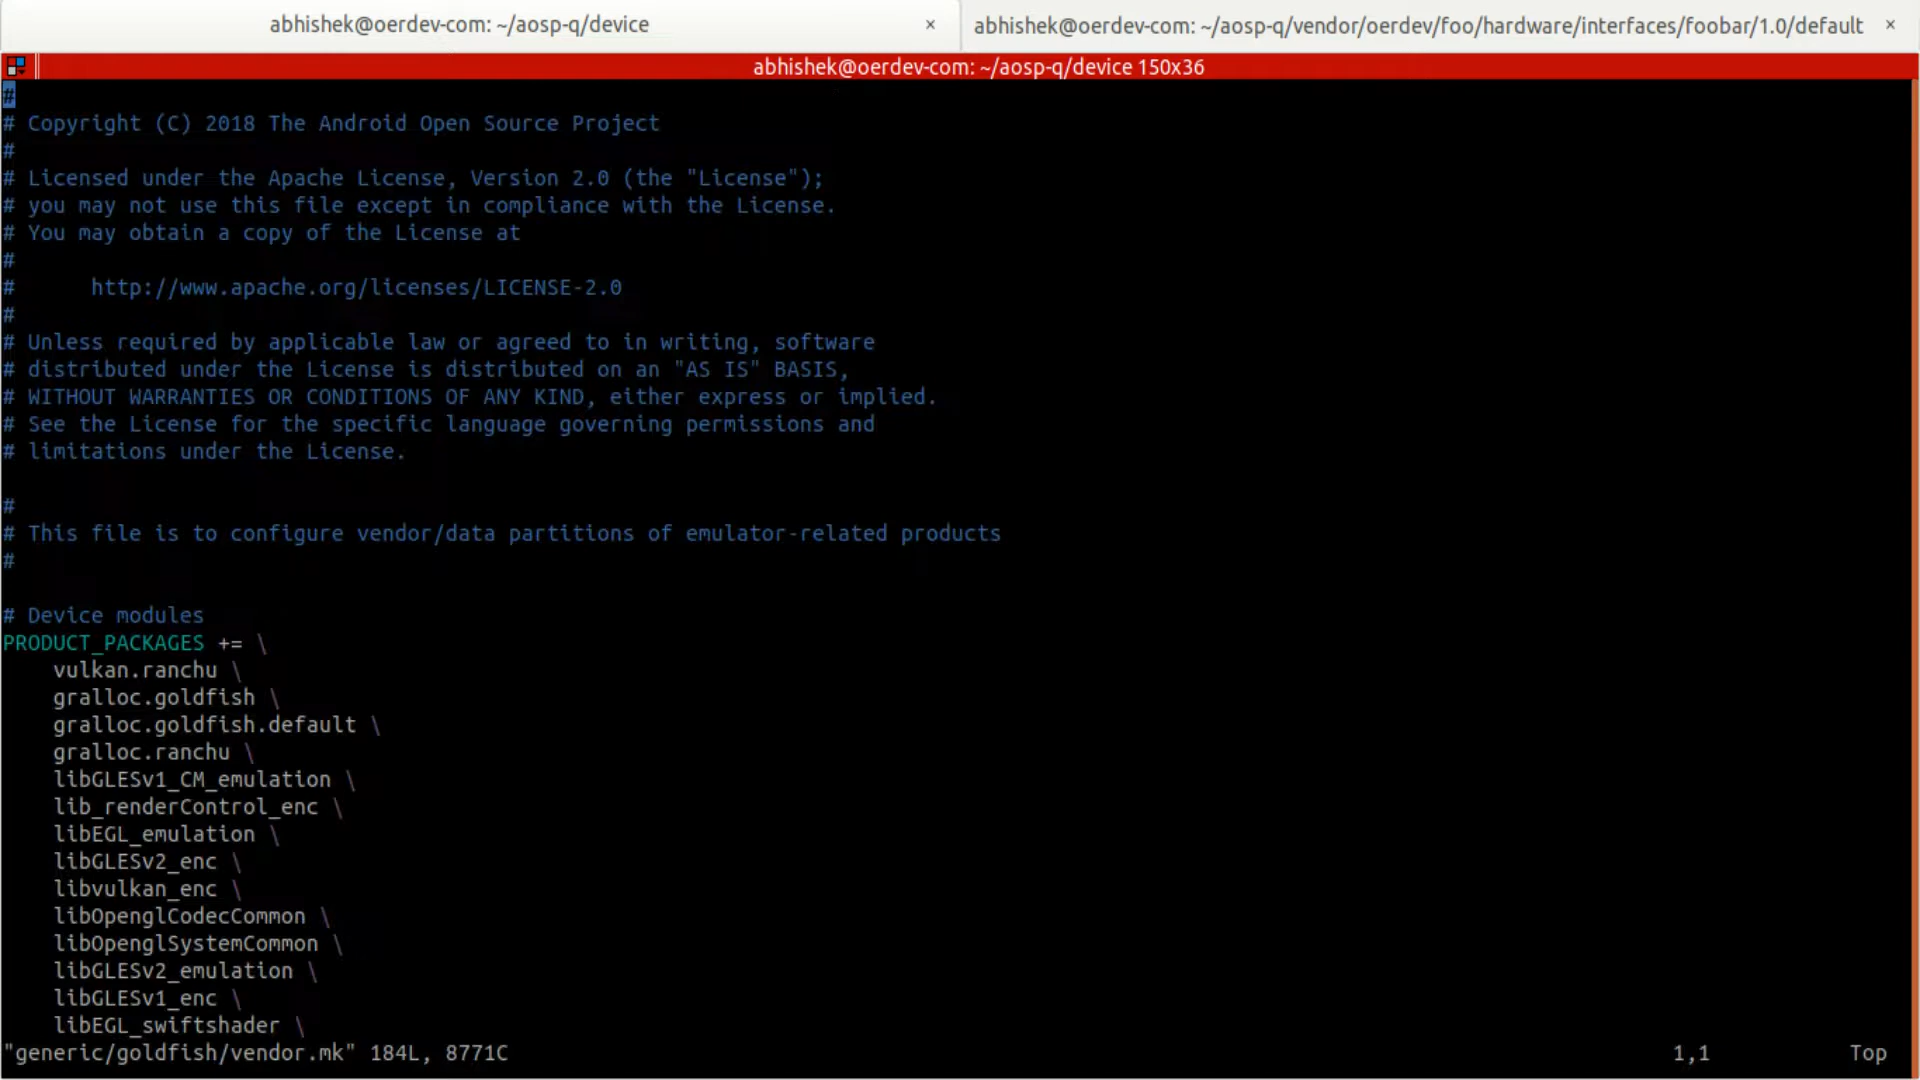 abhishek@oerdev-com: ~/aosp-q/device ×
abhishek@oerdev-com: ~/aosp-q/vendor/oerdev/foo/hardware/interfaces/foobar/1.0/default ×
abhishek@oerdev-com: ~/aosp-q/device 150x36
#
# Copyright (C) 2018 The Android Open Source Project
#
# Licensed under the Apache License, Version 2.0 (the "License");
# you may not use this file except in compliance with the License.
# You may obtain a copy of the License at
#
#      http://www.apache.org/licenses/LICENSE-2.0
#
# Unless required by applicable law or agreed to in writing, software
# distributed under the License is distributed on an "AS IS" BASIS,
# WITHOUT WARRANTIES OR CONDITIONS OF ANY KIND, either express or implied.
# See the License for the specific language governing permissions and
# limitations under the License.
#
# This file is to configure vendor/data partitions of emulator-related products
#
# Device modules
PRODUCT_PACKAGES += \
    vulkan.ranchu \
    gralloc.goldfish \
    gralloc.goldfish.default \
    gralloc.ranchu \
    libGLESv1_CM_emulation \
    lib_renderControl_enc \
    libEGL_emulation \
    libGLESv2_enc \
    libvulkan_enc \
    libOpenglCodecCommon \
    libOpenglSystemCommon \
    libGLESv2_emulation \
    libGLESv1_enc \
    libEGL_swiftshader \
"generic/goldfish/vendor.mk" 184L, 8771C 1,1 Top